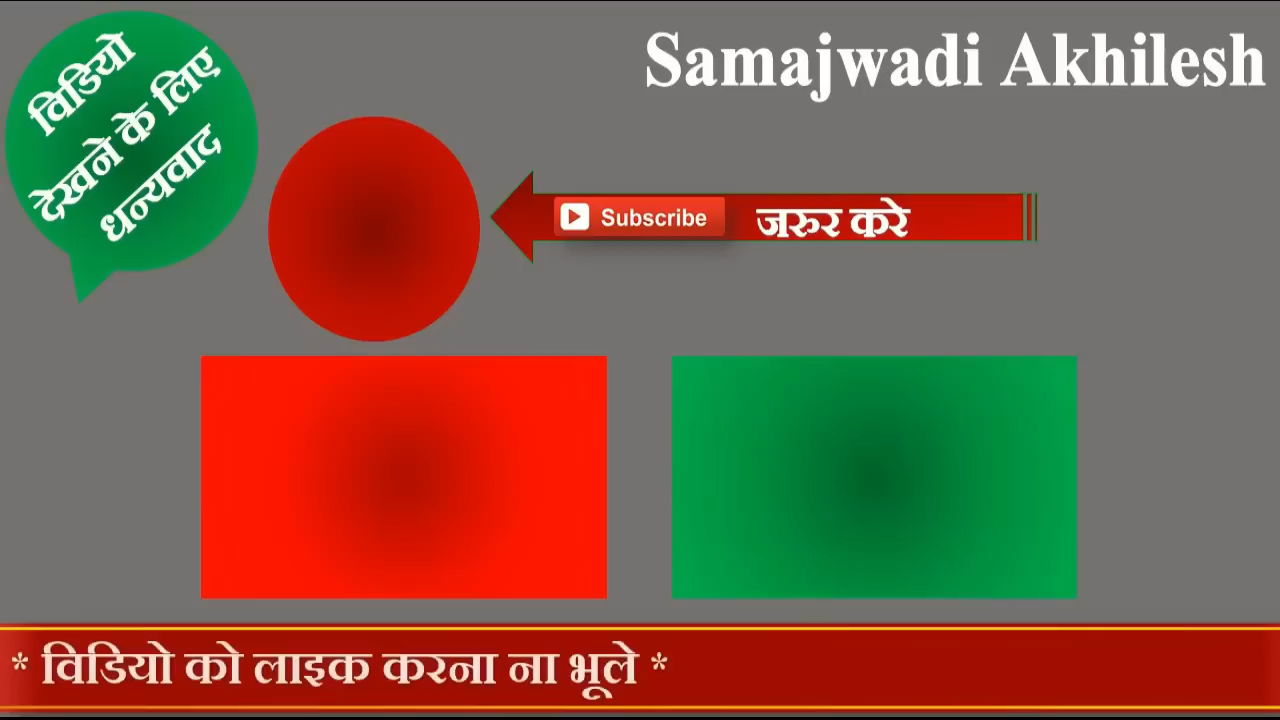 विडियो
देखने के लिए
धन्यवाद
Samajwadi Akhilesh
Subscribe जरुर करे
* विडियो को लाइक करना ना भूले *